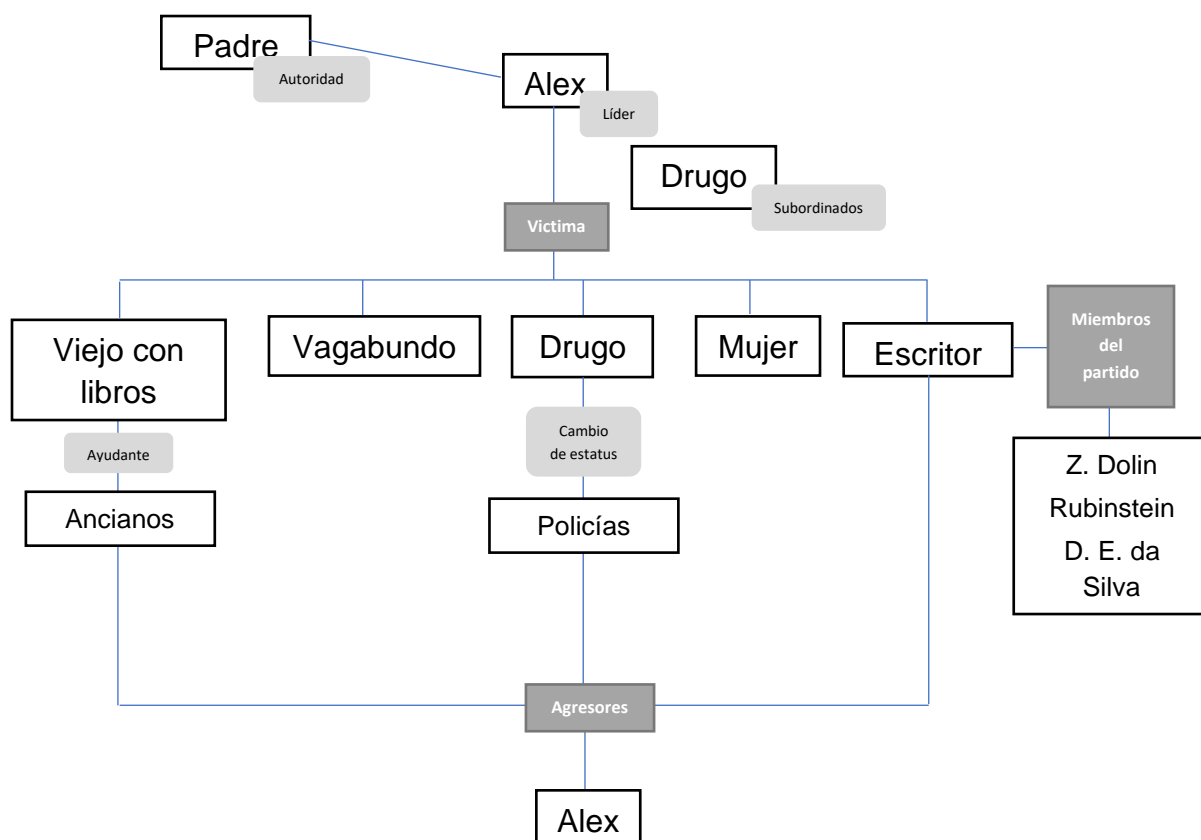 Padre
Autoridad
Alex
Líder
Drugo
Subordinados
Victima
Viejo con
libros
Vagabundo
Drugo
Mujer
Escritor
Miembros
del
partido
Ayudante
Cambio
de estatus
Ancianos
Policías
Z. Dolin
Rubinstein
D. E. da
Silva
Agresores
Alex